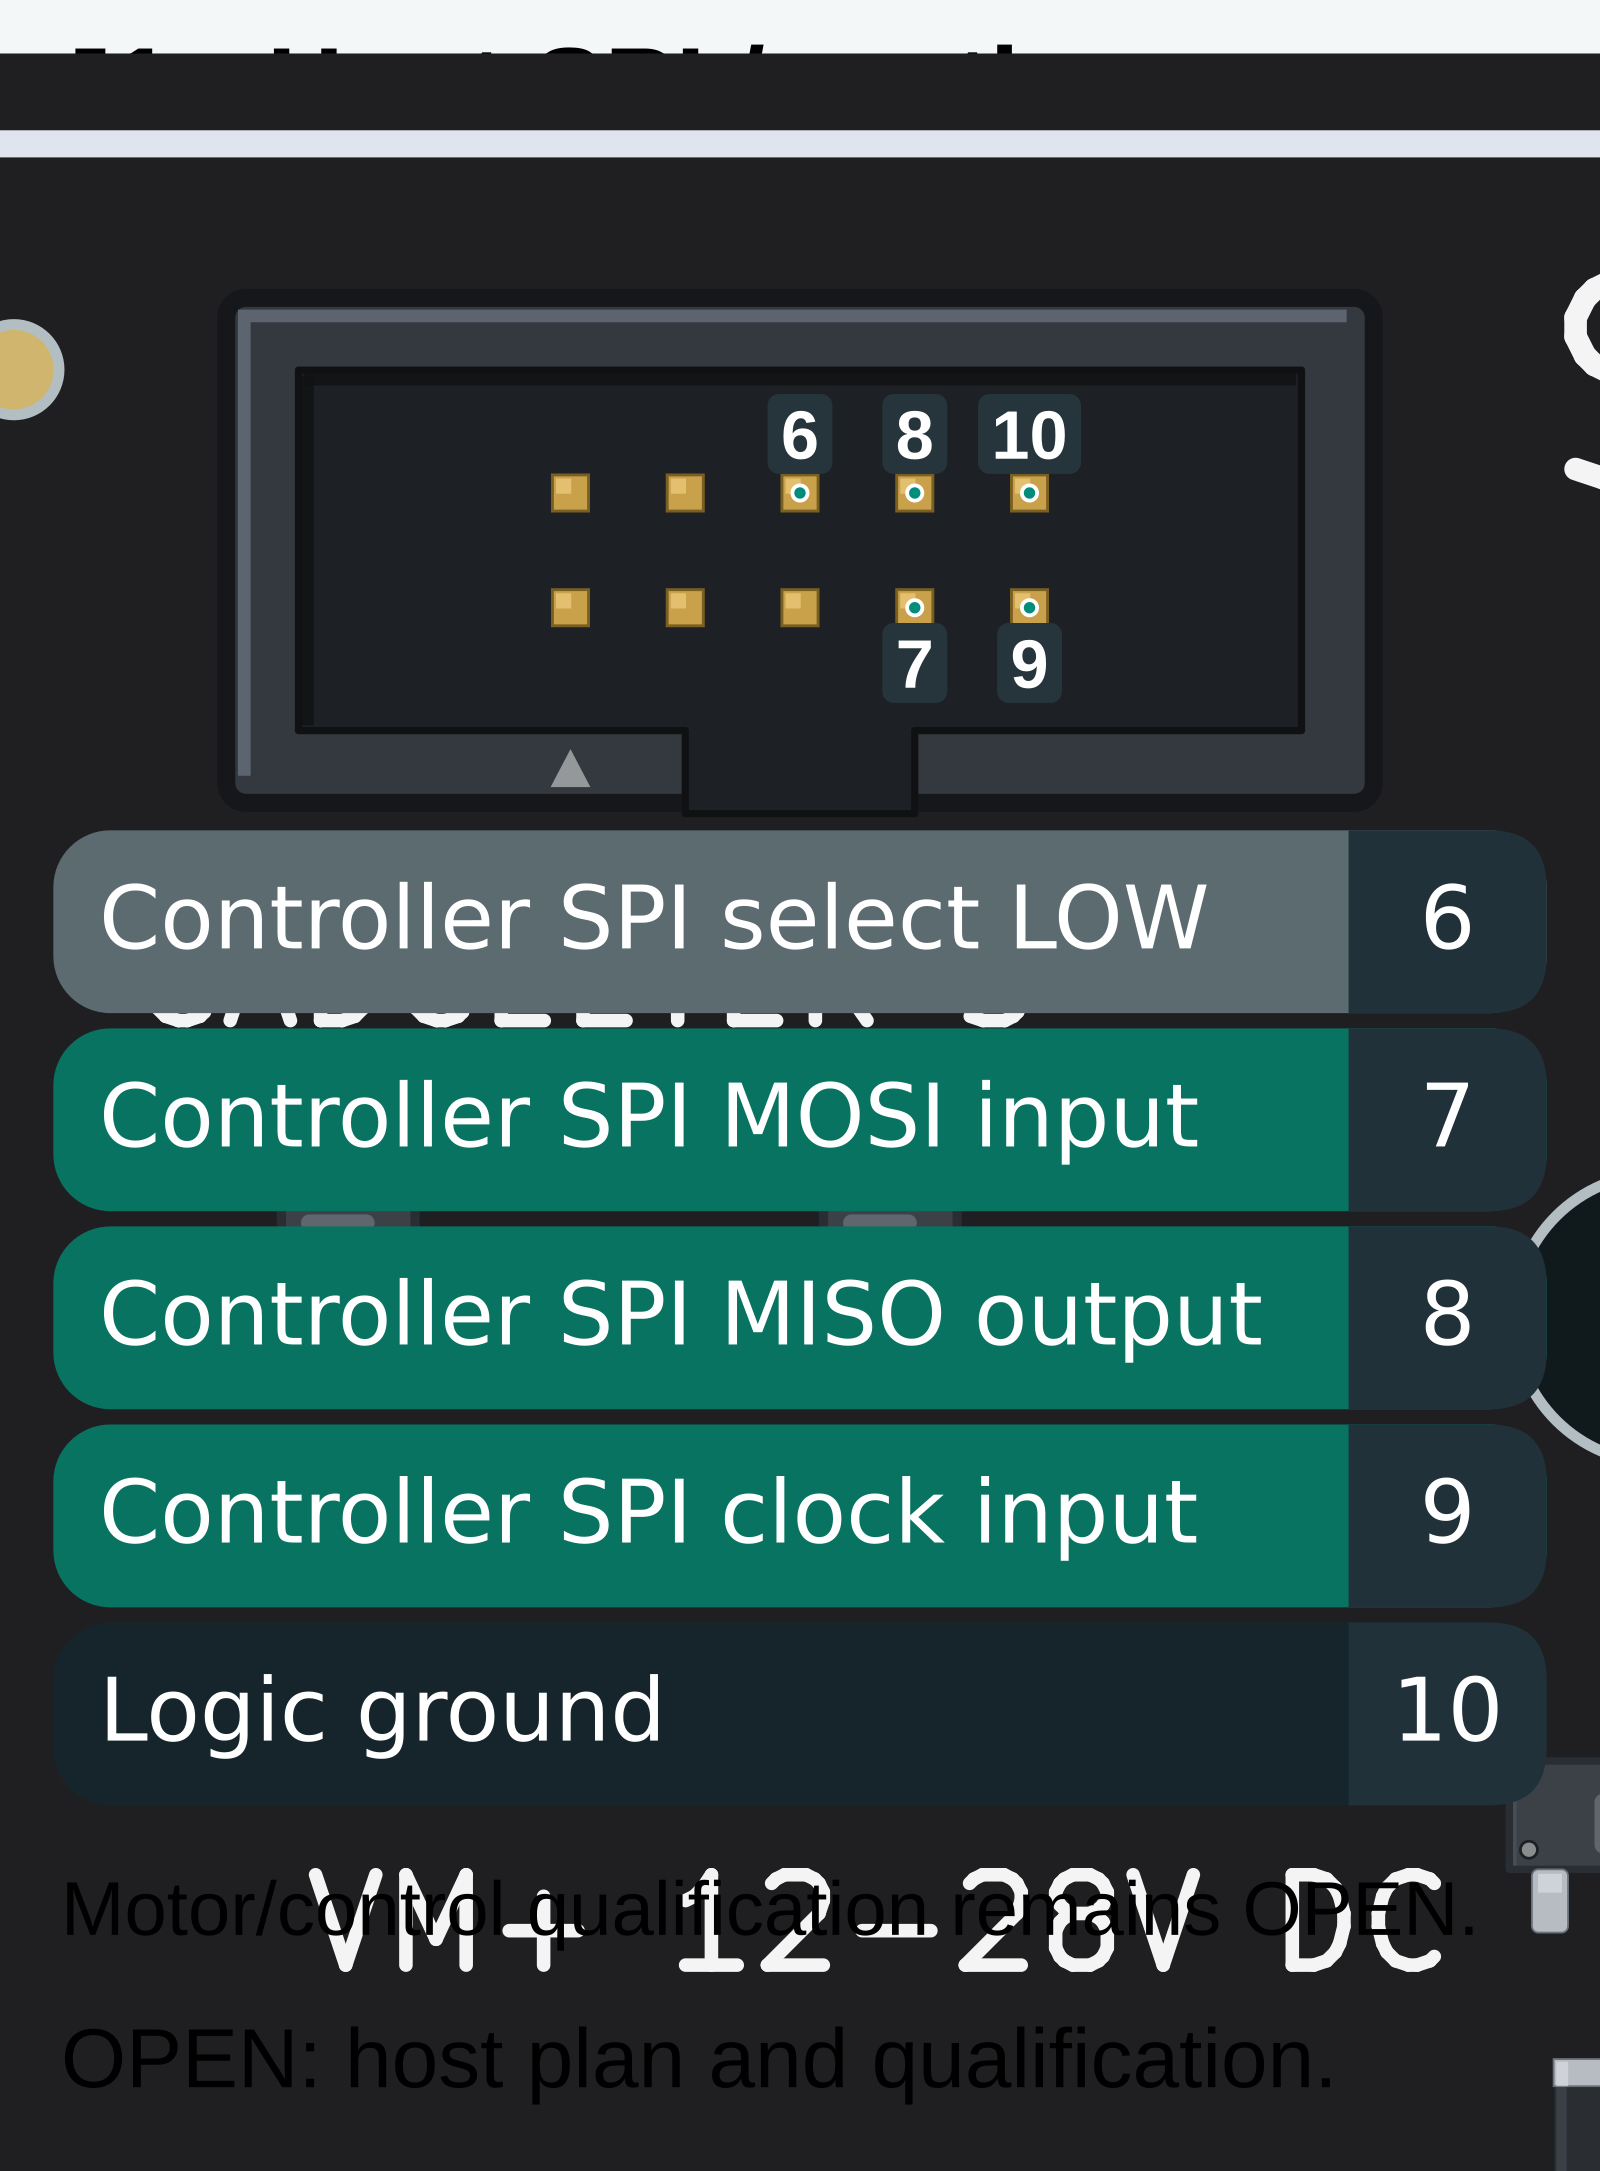 6 8 10
7 9
Controller SPI select LOW 6
Controller SPI MOSI input 7
Controller SPI MISO output 8
Controller SPI clock input 9
Logic ground 10
VM+ 12-28V DC
Motor/control qualification remains OPEN.
OPEN: host plan and qualification.